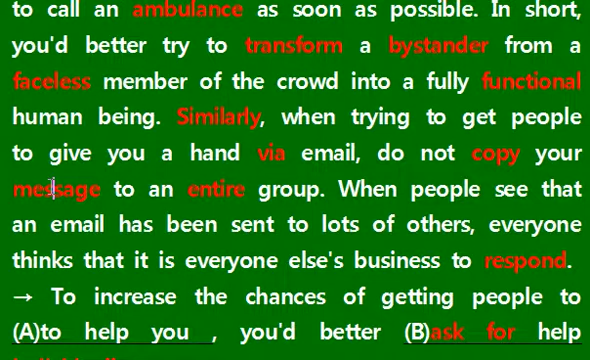 to call an ambulance as soon as possible. In short,
you'd better try to transform a bystander from a
faceless member of the crowd into a fully functional
human being. Similarly, when trying to get people
to give you a hand via email, do not copy your
message to an entire group. When people see that
an email has been sent to lots of others, everyone
thinks that it is everyone else's business to respond.
→ To increase the chances of getting people to
(A)to help you , you'd better (B)ask for help